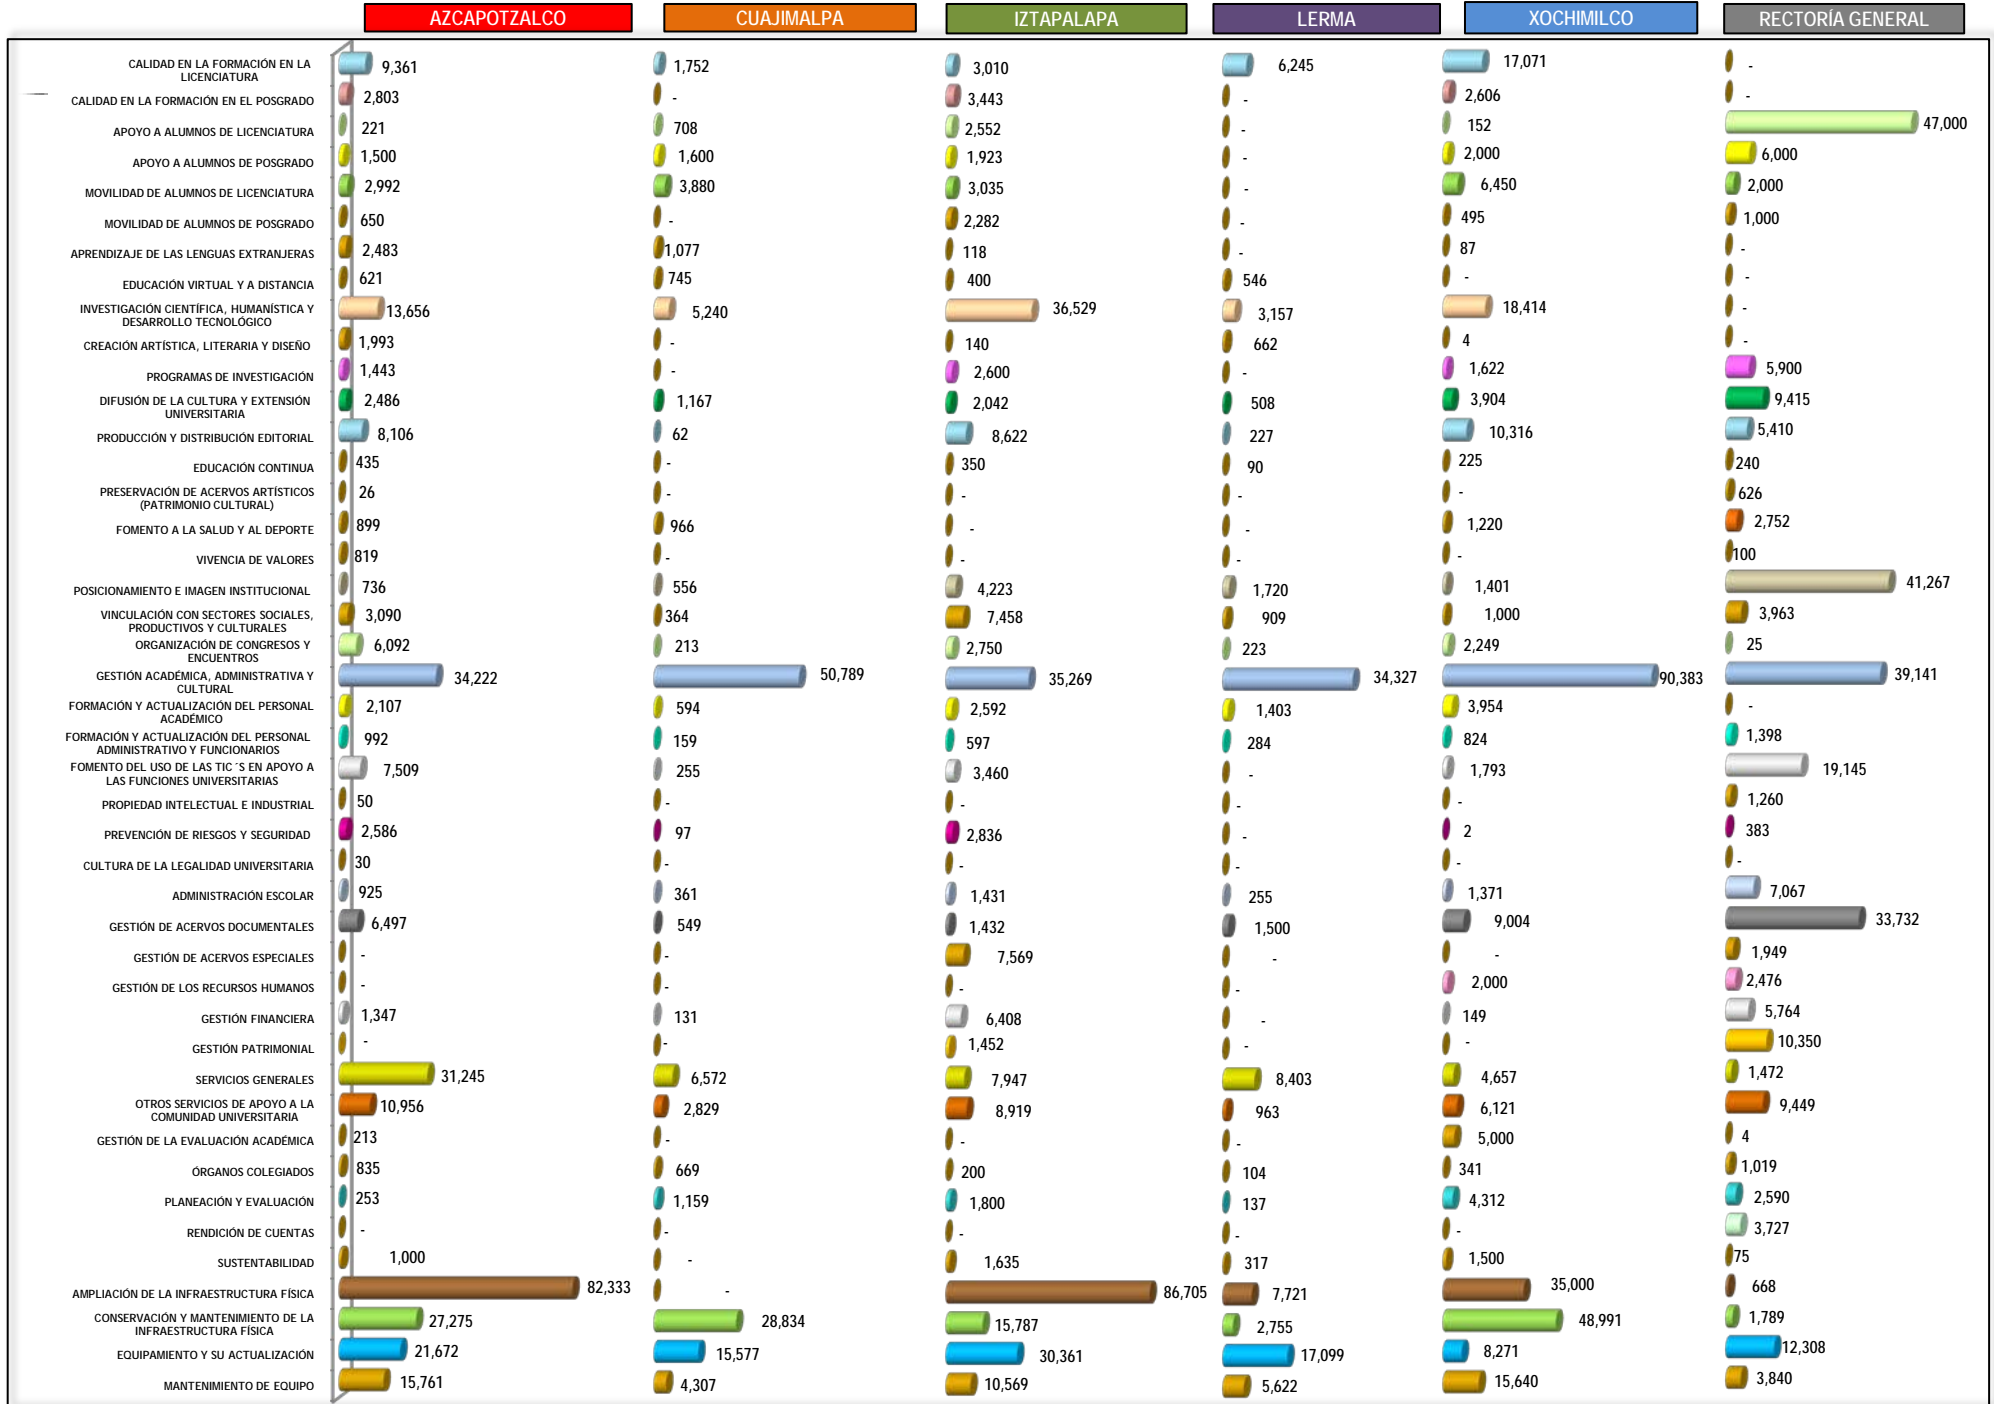 AZCAPOTZALCO CUAJIMALPA IZTAPALAPA LERMA XOCHIMILCO RECTORÍA GENERAL
CALIDAD EN LA FORMACIÓN EN LA
LICENCIATURA 9,361 1,752 3,010 6,245 17,071 -
CALIDAD EN LA FORMACIÓN EN EL POSGRADO 2,803 - 3,443 - 2,606 -
APOYO A ALUMNOS DE LICENCIATURA 221 708 2,552 - 152 47,000
APOYO A ALUMNOS DE POSGRADO 1,500 1,600 1,923 - 2,000 6,000
MOVILIDAD DE ALUMNOS DE LICENCIATURA 2,992 3,880 3,035 - 6,450 2,000
MOVILIDAD DE ALUMNOS DE POSGRADO 650 - 2,282 - 495 1,000
APRENDIZAJE DE LAS LENGUAS EXTRANJERAS 2,483 1,077 118 - 87 -
EDUCACIÓN VIRTUAL Y A DISTANCIA 621 745 400 546 - -
INVESTIGACIÓN CIENTÍFICA, HUMANÍSTICA Y
DESARROLLO TECNOLÓGICO 13,656 5,240 36,529 3,157 18,414 -
CREACIÓN ARTÍSTICA, LITERARIA Y DISEÑO 1,993 - 140 662 4 -
PROGRAMAS DE INVESTIGACIÓN 1,443 - 2,600 - 1,622 5,900
DIFUSIÓN DE LA CULTURA Y EXTENSIÓN
UNIVERSITARIA 2,486 1,167 2,042 508 3,904 9,415
PRODUCCIÓN Y DISTRIBUCIÓN EDITORIAL 8,106 62 8,622 227 10,316 5,410
EDUCACIÓN CONTINUA 435 - 350 90 225 240
PRESERVACIÓN DE ACERVOS ARTÍSTICOS
(PATRIMONIO CULTURAL) 26 - - - - 626
FOMENTO A LA SALUD Y AL DEPORTE 899 966 - - 1,220 2,752
VIVENCIA DE VALORES 819 - - - - 100
POSICIONAMIENTO E IMAGEN INSTITUCIONAL 736 556 4,223 1,720 1,401 41,267
VINCULACIÓN CON SECTORES SOCIALES,
PRODUCTIVOS Y CULTURALES 3,090 364 7,458 909 1,000 3,963
ORGANIZACIÓN DE CONGRESOS Y
ENCUENTROS 6,092 213 2,750 223 2,249 25
GESTIÓN ACADÉMICA, ADMINISTRATIVA Y
CULTURAL 34,222 50,789 35,269 34,327 90,383 39,141
FORMACIÓN Y ACTUALIZACIÓN DEL PERSONAL
ACADÉMICO 2,107 594 2,592 1,403 3,954 -
FORMACIÓN Y ACTUALIZACIÓN DEL PERSONAL
ADMINISTRATIVO Y FUNCIONARIOS 992 159 597 284 824 1,398
FOMENTO DEL USO DE LAS TIC´S EN APOYO A
LAS FUNCIONES UNIVERSITARIAS 7,509 255 3,460 - 1,793 19,145
PROPIEDAD INTELECTUAL E INDUSTRIAL 50 - - - - 1,260
PREVENCIÓN DE RIESGOS Y SEGURIDAD 2,586 97 2,836 - 2 383
CULTURA DE LA LEGALIDAD UNIVERSITARIA 30 - - - - -
ADMINISTRACIÓN ESCOLAR 925 361 1,431 255 1,371 7,067
GESTIÓN DE ACERVOS DOCUMENTALES 6,497 549 1,432 1,500 9,004 33,732
GESTIÓN DE ACERVOS ESPECIALES - - 7,569 - - 1,949
GESTIÓN DE LOS RECURSOS HUMANOS - - - - 2,000 2,476
GESTIÓN FINANCIERA 1,347 131 6,408 - 149 5,764
GESTIÓN PATRIMONIAL - - 1,452 - - 10,350
SERVICIOS GENERALES 31,245 6,572 7,947 8,403 4,657 1,472
OTROS SERVICIOS DE APOYO A LA
COMUNIDAD UNIVERSITARIA 10,956 2,829 8,919 963 6,121 9,449
GESTIÓN DE LA EVALUACIÓN ACADÉMICA 213 - - - 5,000 4
ÓRGANOS COLEGIADOS 835 669 200 104 341 1,019
PLANEACIÓN Y EVALUACIÓN 253 1,159 1,800 137 4,312 2,590
RENDICIÓN DE CUENTAS - - - - - 3,727
SUSTENTABILIDAD 1,000 - 1,635 317 1,500 75
AMPLIACIÓN DE LA INFRAESTRUCTURA FÍSICA 82,333 - 86,705 7,721 35,000 668
CONSERVACIÓN Y MANTENIMIENTO DE LA
INFRAESTRUCTURA FÍSICA 27,275 28,834 15,787 2,755 48,991 1,789
EQUIPAMIENTO Y SU ACTUALIZACIÓN 21,672 15,577 30,361 17,099 8,271 12,308
MANTENIMIENTO DE EQUIPO 15,761 4,307 10,569 5,622 15,640 3,840